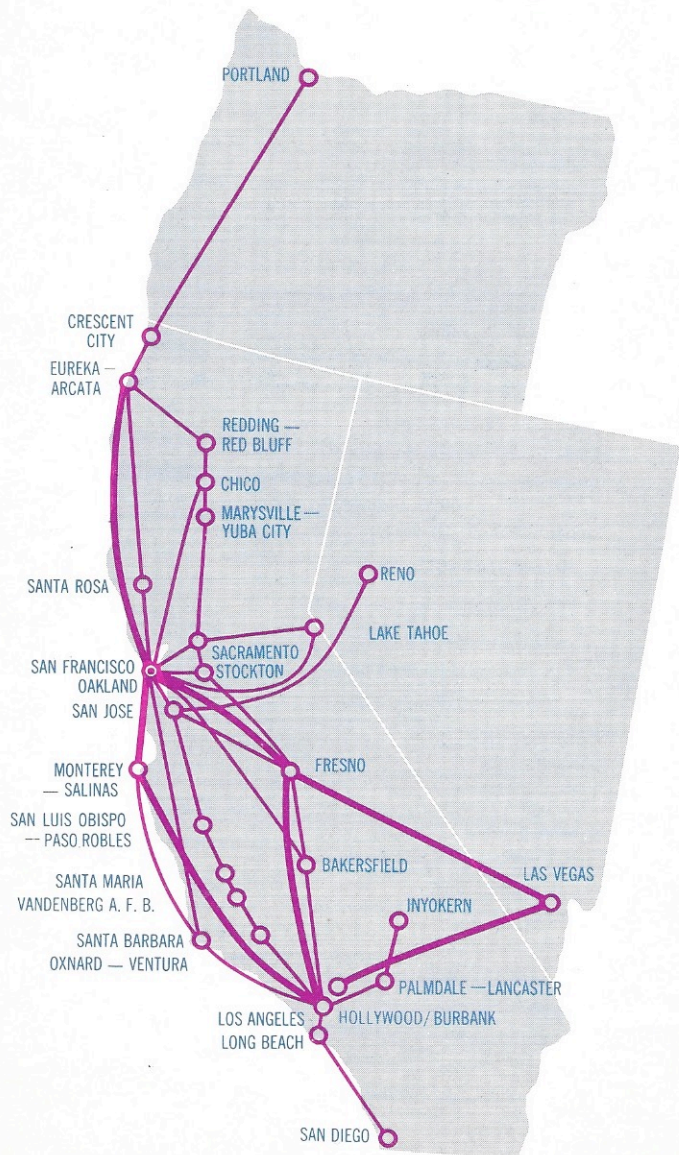 PORTLAND
CRESCENT
CITY
EUREKA —
ARCATA
REDDING —
RED BLUFF
CHICO
MARYSVILLE —
YUBA CITY
SANTA ROSA
RENO
LAKE TAHOE
SACRAMENTO
STOCKTON
SAN FRANCISCO
OAKLAND
SAN JOSE
MONTEREY
— SALINAS
FRESNO
SAN LUIS OBISPO
-- PASO ROBLES
BAKERSFIELD
SANTA MARIA
VANDENBERG A. F. B.
LAS VEGAS
INYOKERN
SANTA BARBARA
OXNARD — VENTURA
PALMDALE — LANCASTER
LOS ANGELES
HOLLYWOOD/BURBANK
LONG BEACH
SAN DIEGO